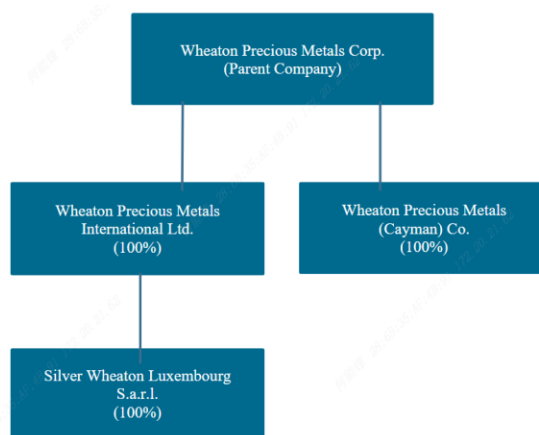 Wheaton Precious Metals Corp.
(Parent Company)
Wheaton Precious Metals
International Ltd.
(100%)
Wheaton Precious Metals
(Cayman) Co.
(100%)
Silver Wheaton Luxembourg
S.a.r.l.
(100%)